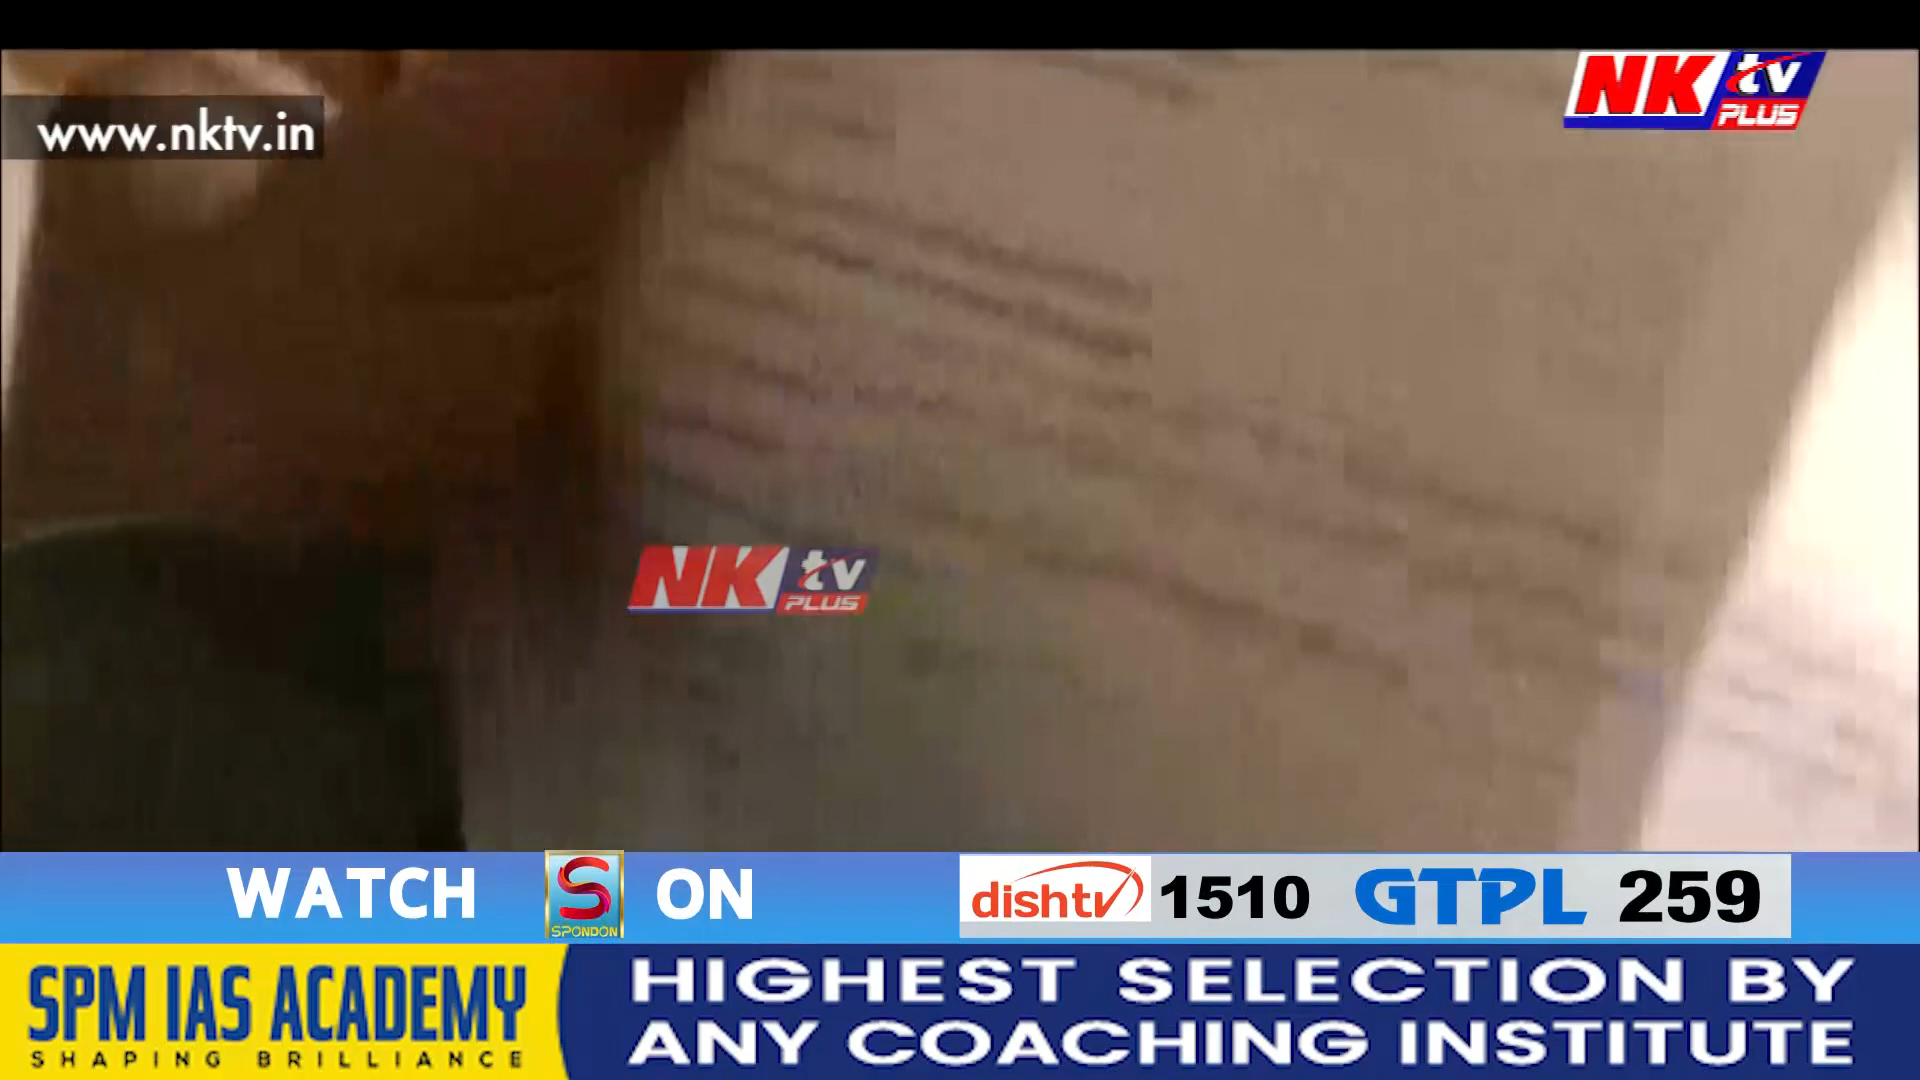 www.nktv.in
NK tv
PLUS
NK tv
PLUS
WATCH S ON dishtv 1510 GTPL 259
SPONDON
SPM IAS ACADEMY
SHAPING BRILLIANCE
HIGHEST SELECTION BY
ANY COACHING INSTITUTE